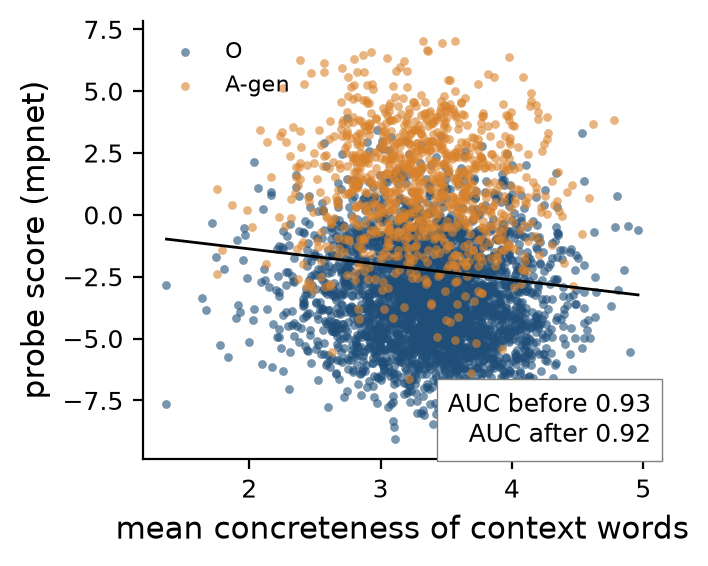 7.5
5.0
2.5
0.0
−2.5
−5.0
−7.5
probe score (mpnet)
O
A-gen
AUC before 0.93
AUC after 0.92
2 3 4 5
mean concreteness of context words